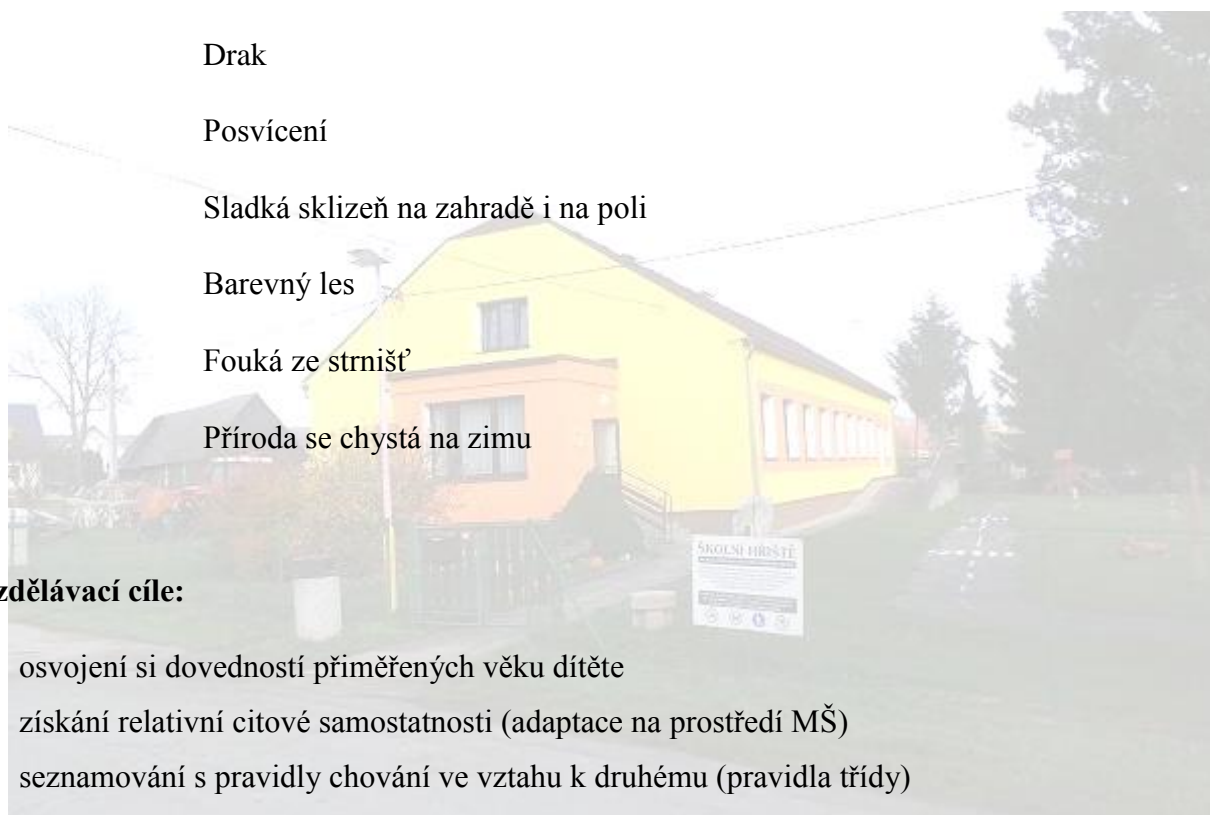 Drak
Posvícení
Sladká sklizeň na zahradě i na poli
Barevný les
Fouká ze strnišť
Příroda se chystá na zimu
ŠKOLNÍ HŘIŠTĚ
zdělávací cíle:
osvojení si dovedností přiměřených věku dítěte
získání relativní citové samostatnosti (adaptace na prostředí MŠ)
seznamování s pravidly chování ve vztahu k druhému (pravidla třídy)